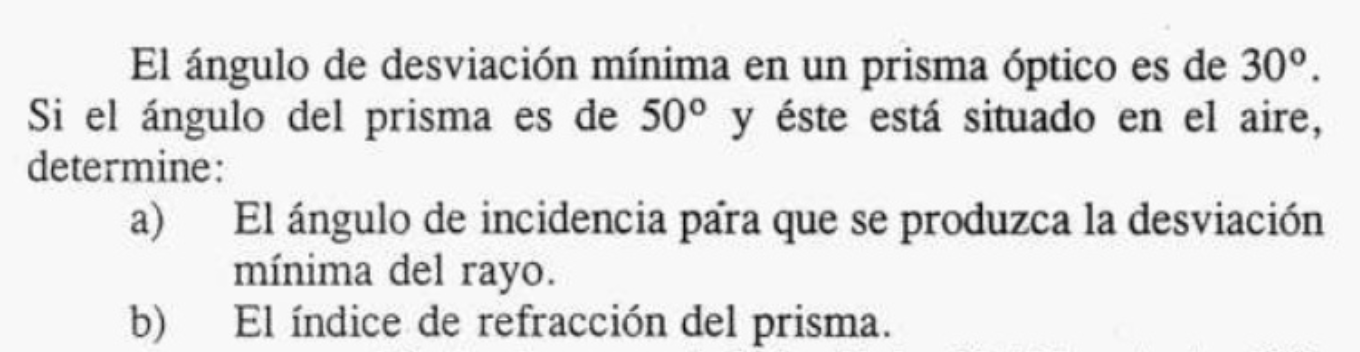 El ángulo de desviación mínima en un prisma óptico es de 30º.
Si el ángulo del prisma es de 50º y éste está situado en el aire,
determine:
a) El ángulo de incidencia para que se produzca la desviación
mínima del rayo.
b) El índice de refracción del prisma.